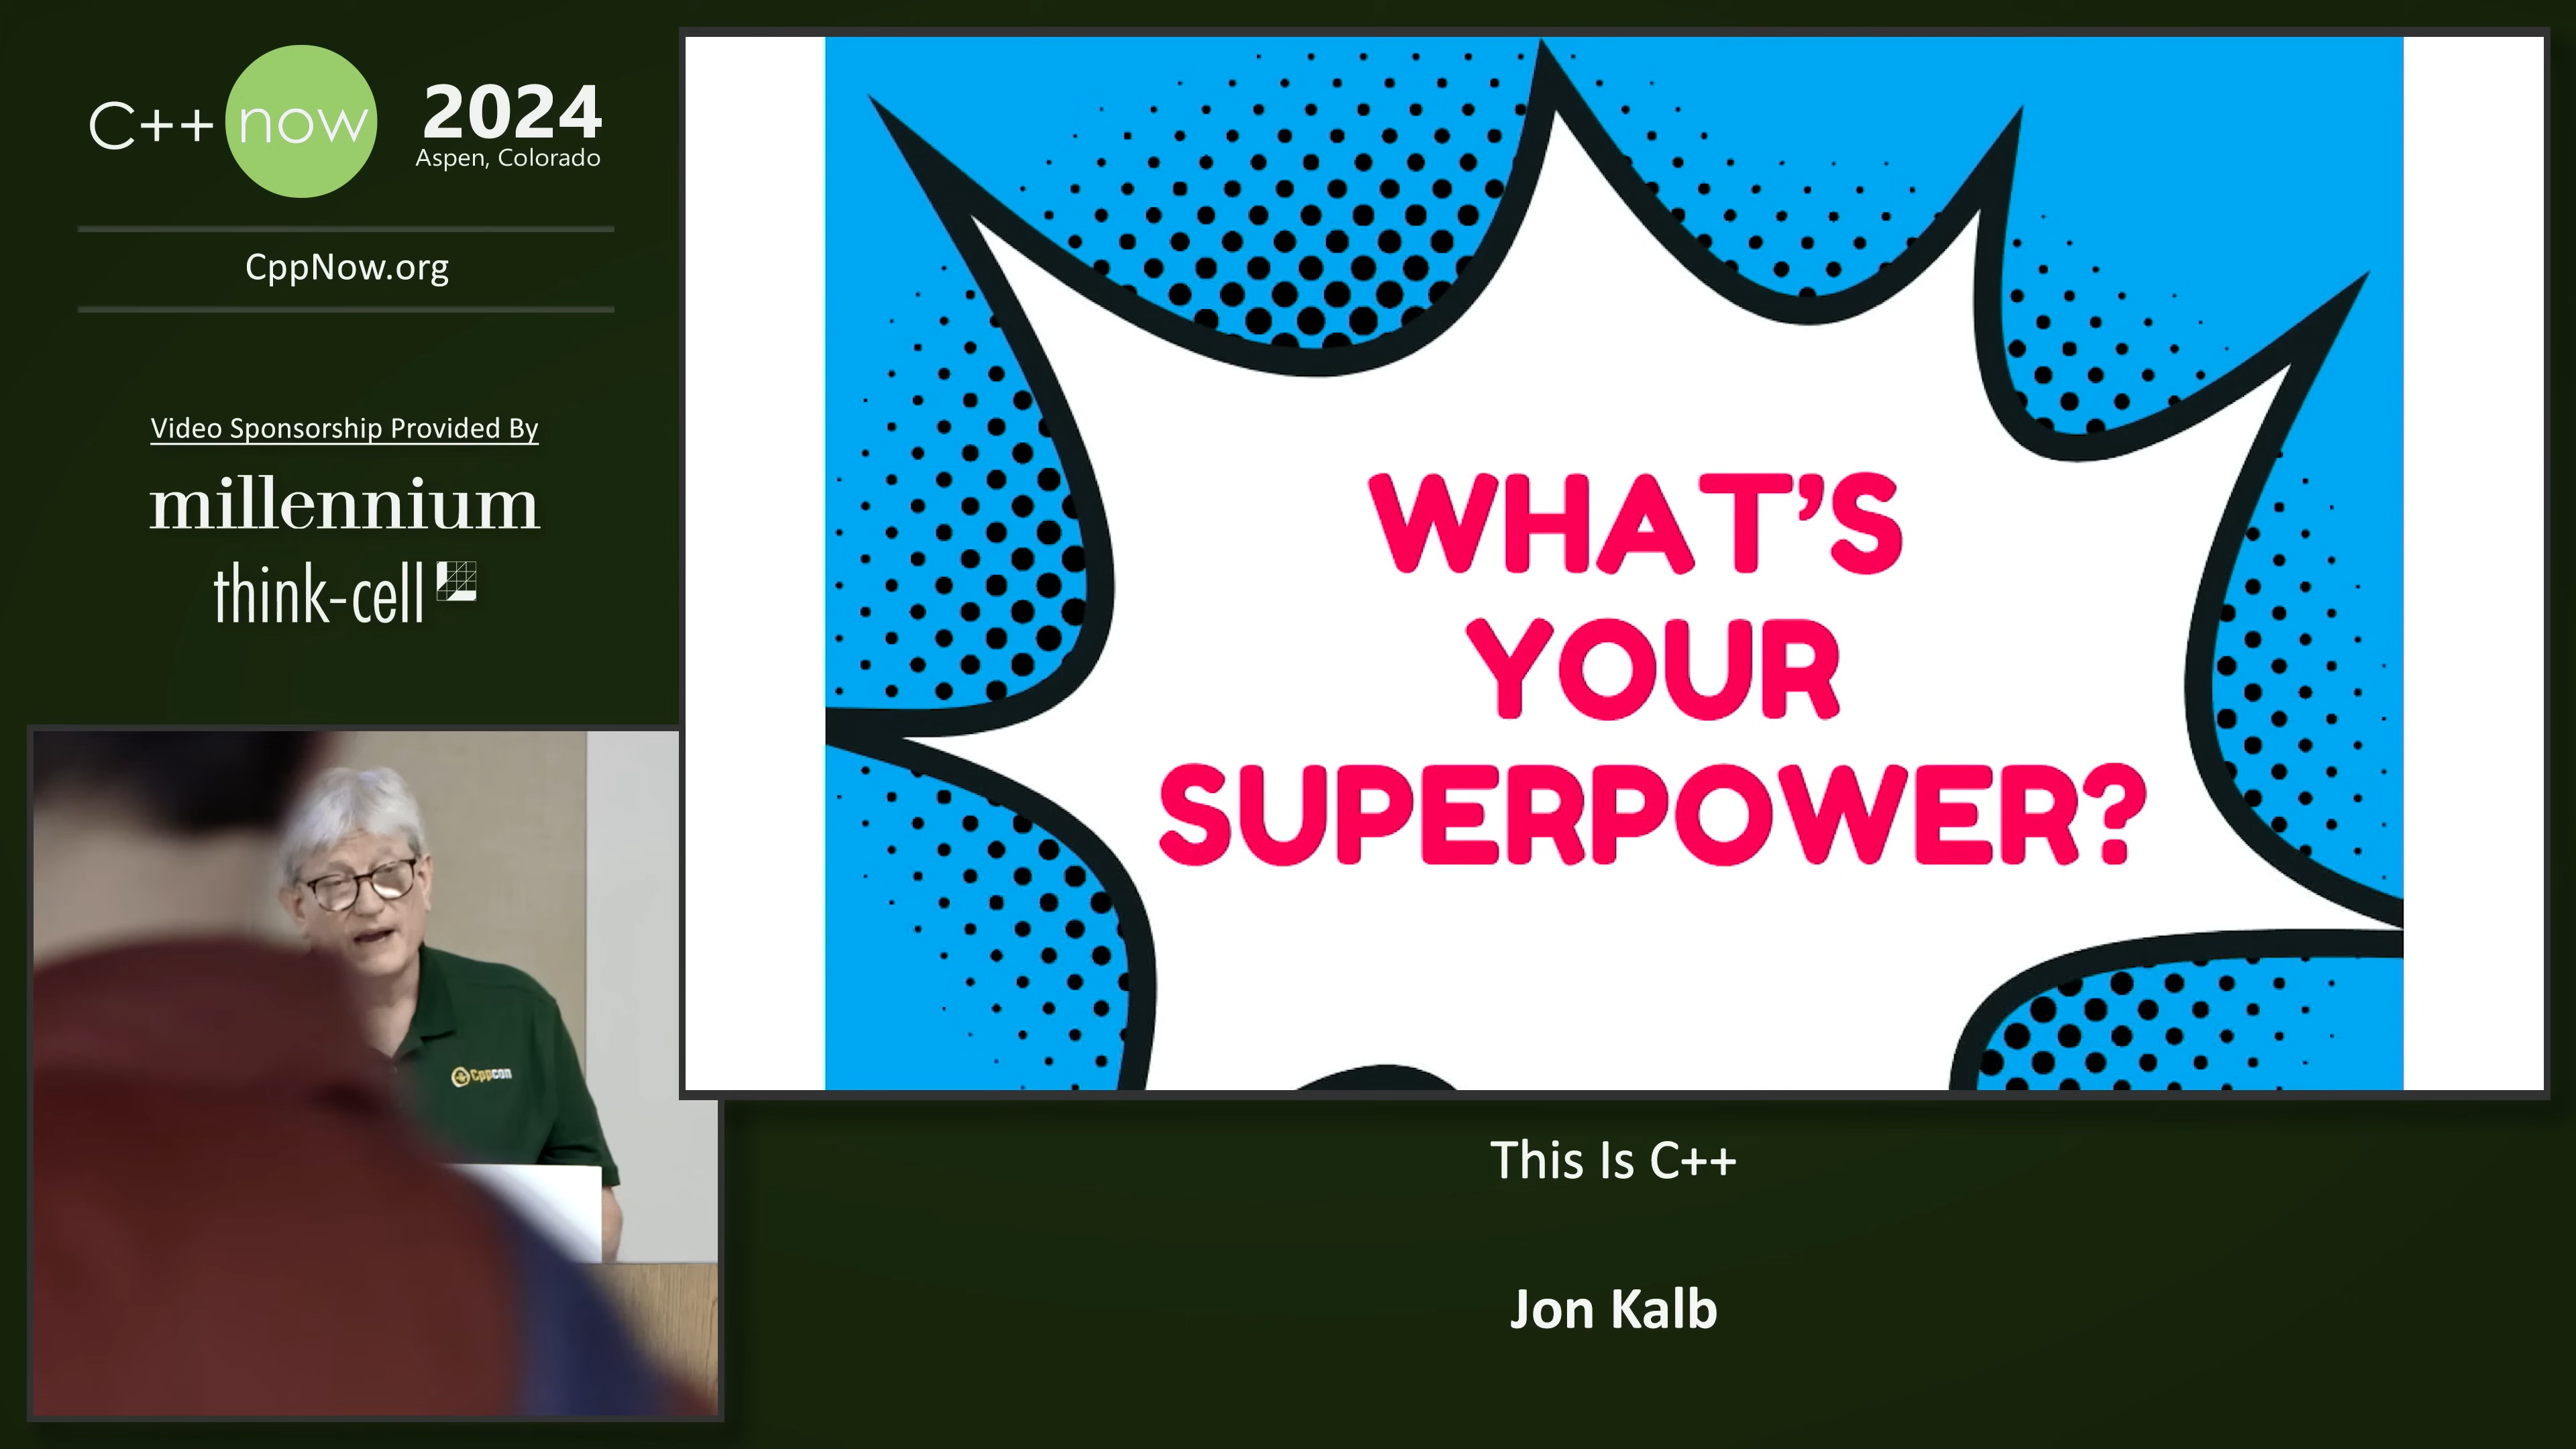 C++ now
2024
Aspen, Colorado
CppNow.org
Video Sponsorship Provided By
millennium
think-cell
Cppcon
WHAT'S
YOUR
SUPERPOWER?
This Is C++
Jon Kalb